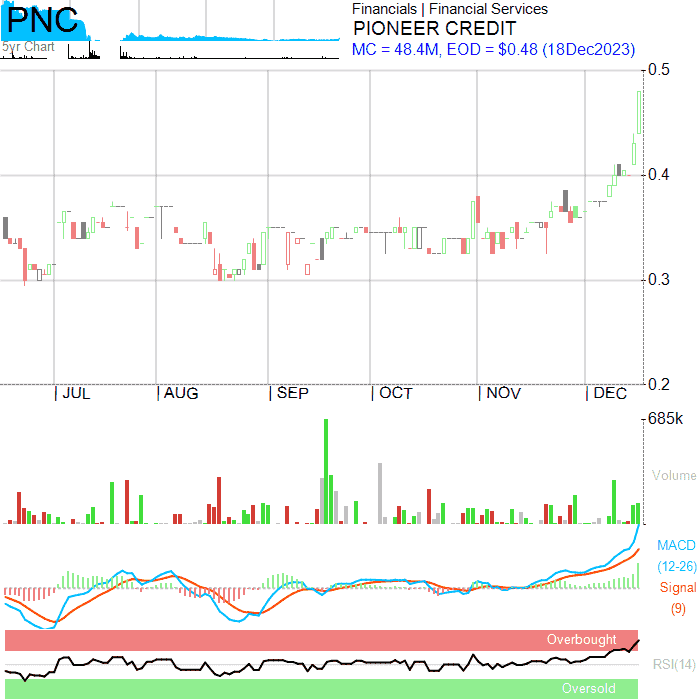 PNC
5yr Chart
Financials | Financial Services
PIONEER CREDIT
MC = 48.4M, EOD = $0.48 (18Dec2023)
0.5
0.4
0.3
0.2
JUL AUG SEP OCT NOV DEC
685k
Volume
MACD
(12-26)
Signal
(9)
Overbought
RSI(14)
Oversold